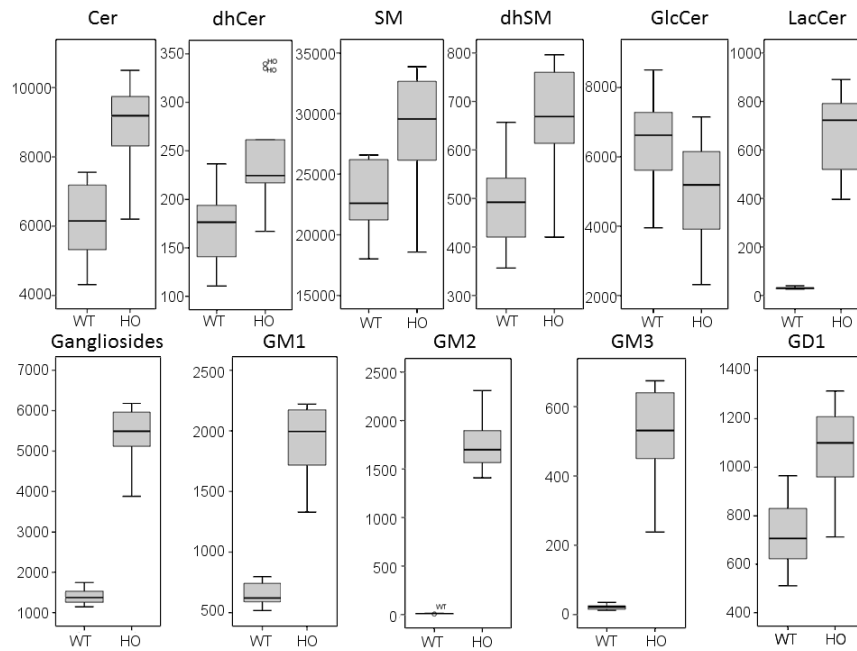 Cer dhCer SM dhSM GlcCer LacCer
10000 8000 6000 4000
350 300 250 200 150 100
HO
HO
35000 30000 25000 20000 15000
800 700 600 500 400 300
8000 6000 4000 2000
1000 800 600 400 200 0
WT HO WT HO WT HO WT HO WT HO WT HO
Gangliosides GM1 GM2 GM3 GD1
7000 6000 5000 4000 3000 2000 1000
2500 2000 1500 1000 500
2500 2000 1500 1000 500 0
WT
600 400 200 0
1400 1200 1000 800 600 400
WT HO WT HO WT HO WT HO WT HO